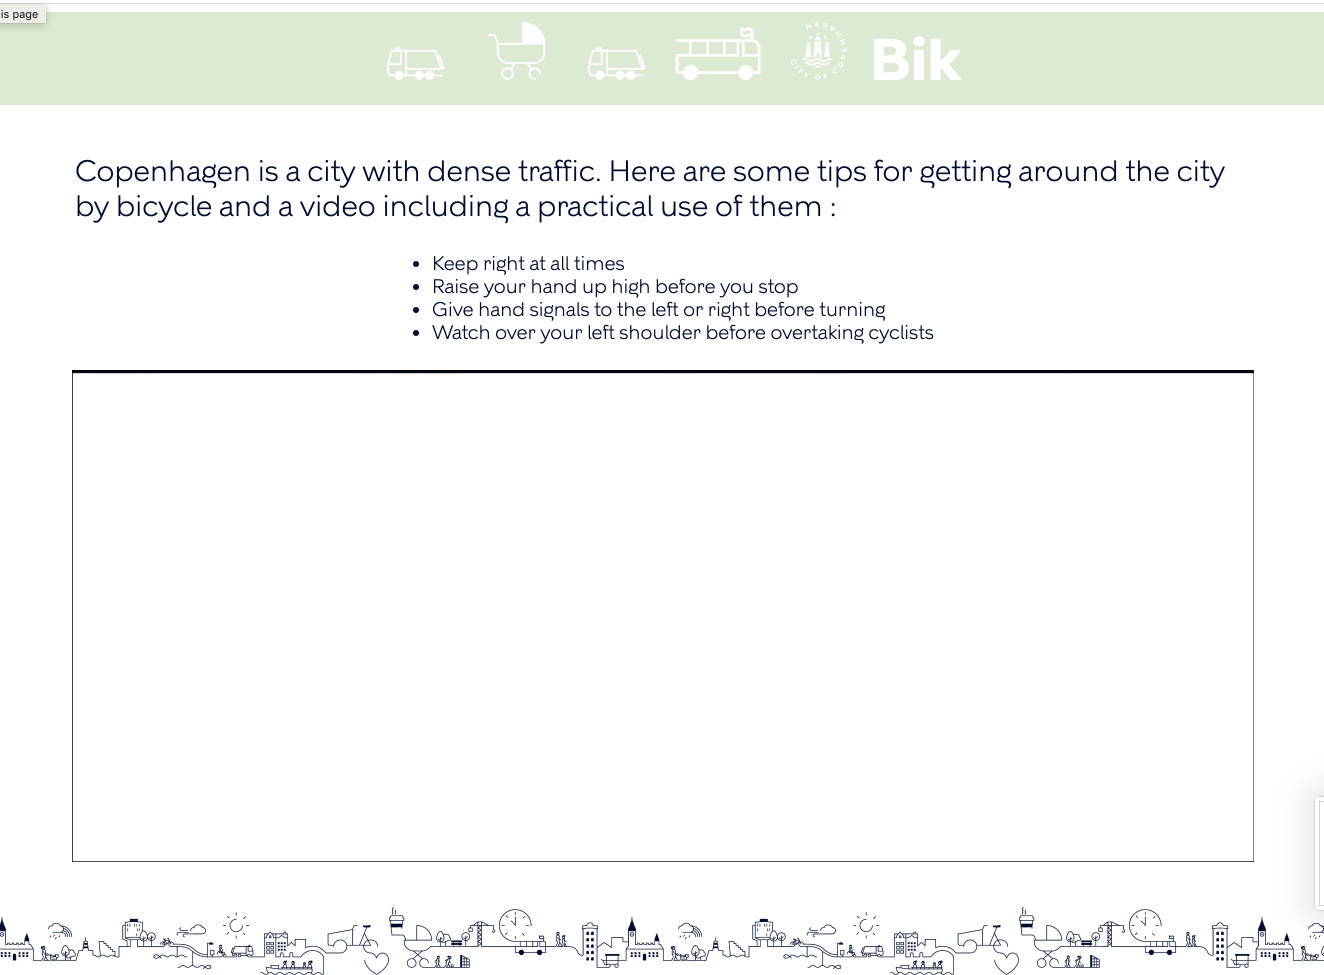 is page
CITY OF COPENHAGEN
Bik
Copenhagen is a city with dense traffic. Here are some tips for getting around the city
by bicycle and a video including a practical use of them :
• Keep right at all times
• Raise your hand up high before you stop
• Give hand signals to the left or right before turning
• Watch over your left shoulder before overtaking cyclists